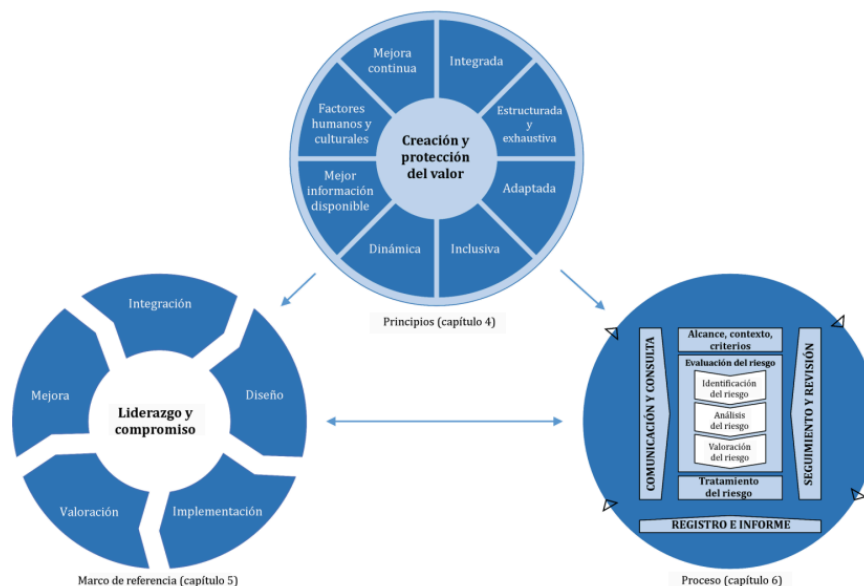 Mejora
continua
Integrada
Factores
humanos y
culturales
Estructurada
y
exhaustiva
Creación y
protección
del valor
Mejor
información
disponible
Adaptada
Dinámica
Inclusiva
Principios (capítulo 4)
Integración
Mejora
Diseño
Liderazgo y
compromiso
Valoración
Implementación
Marco de referencia (capítulo 5)
COMUNICACIÓN Y CONSULTA
Alcance, contexto,
criterios
Evaluación del riesgo
Identificación
del riesgo
Análisis
del riesgo
Valoración
del riesgo
Tratamiento
del riesgo
SEGUIMIENTO Y REVISIÓN
REGISTRO E INFORME
Proceso (capítulo 6)